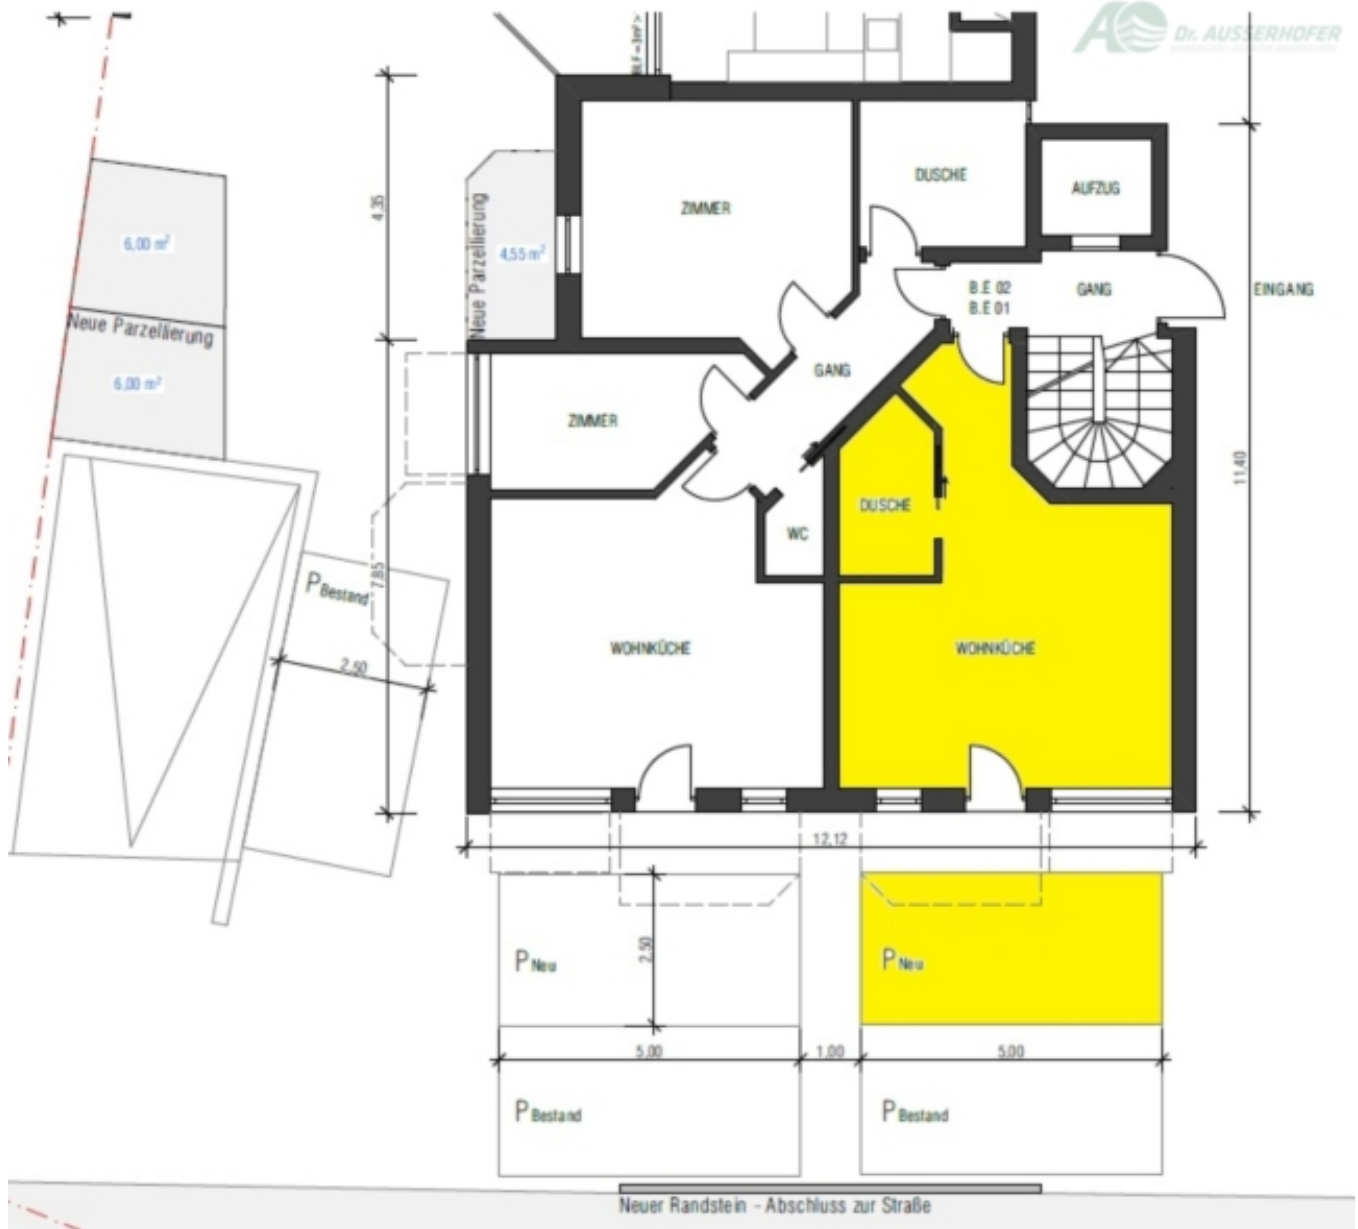 Dr. AUSSERHOFER
4,35
ZIMMER
DUSCHE
AUFZUG
Neue Parzellierung
4,55 m²
6,00 m²
Neue Parzellierung
6,00 m²
B.E 02
B.E 01
GANG
EINGANG
GANG
ZIMMER
11,40
DUSCHE
WC
P Bestand
7,85
2,50
WOHNKÜCHE
WOHNKÜCHE
12,12
P Neu
2,50
P Neu
5,00
1,00
5,00
P Bestand
P Bestand
Neuer Randstein - Abschluss zur Straße